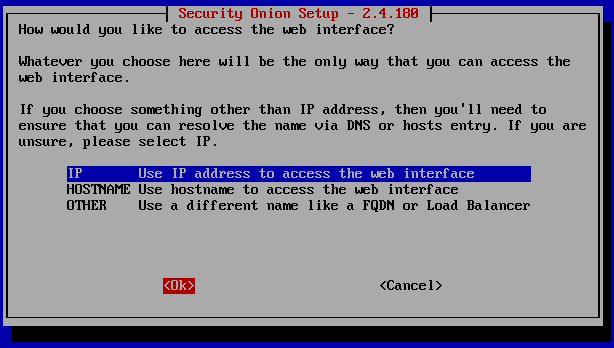 Security Onion Setup - 2.4.180
How would you like to access the web interface?
Whatever you choose here will be the only way that you can access the
web interface.
If you choose something other than IP address, then you'll need to
ensure that you can resolve the name via DNS or hosts entry. If you are
unsure, please select IP.
IP Use IP address to access the web interface
HOSTNAME Use hostname to access the web interface
OTHER Use a different name like a FQDN or Load Balancer
<Ok> <Cancel>